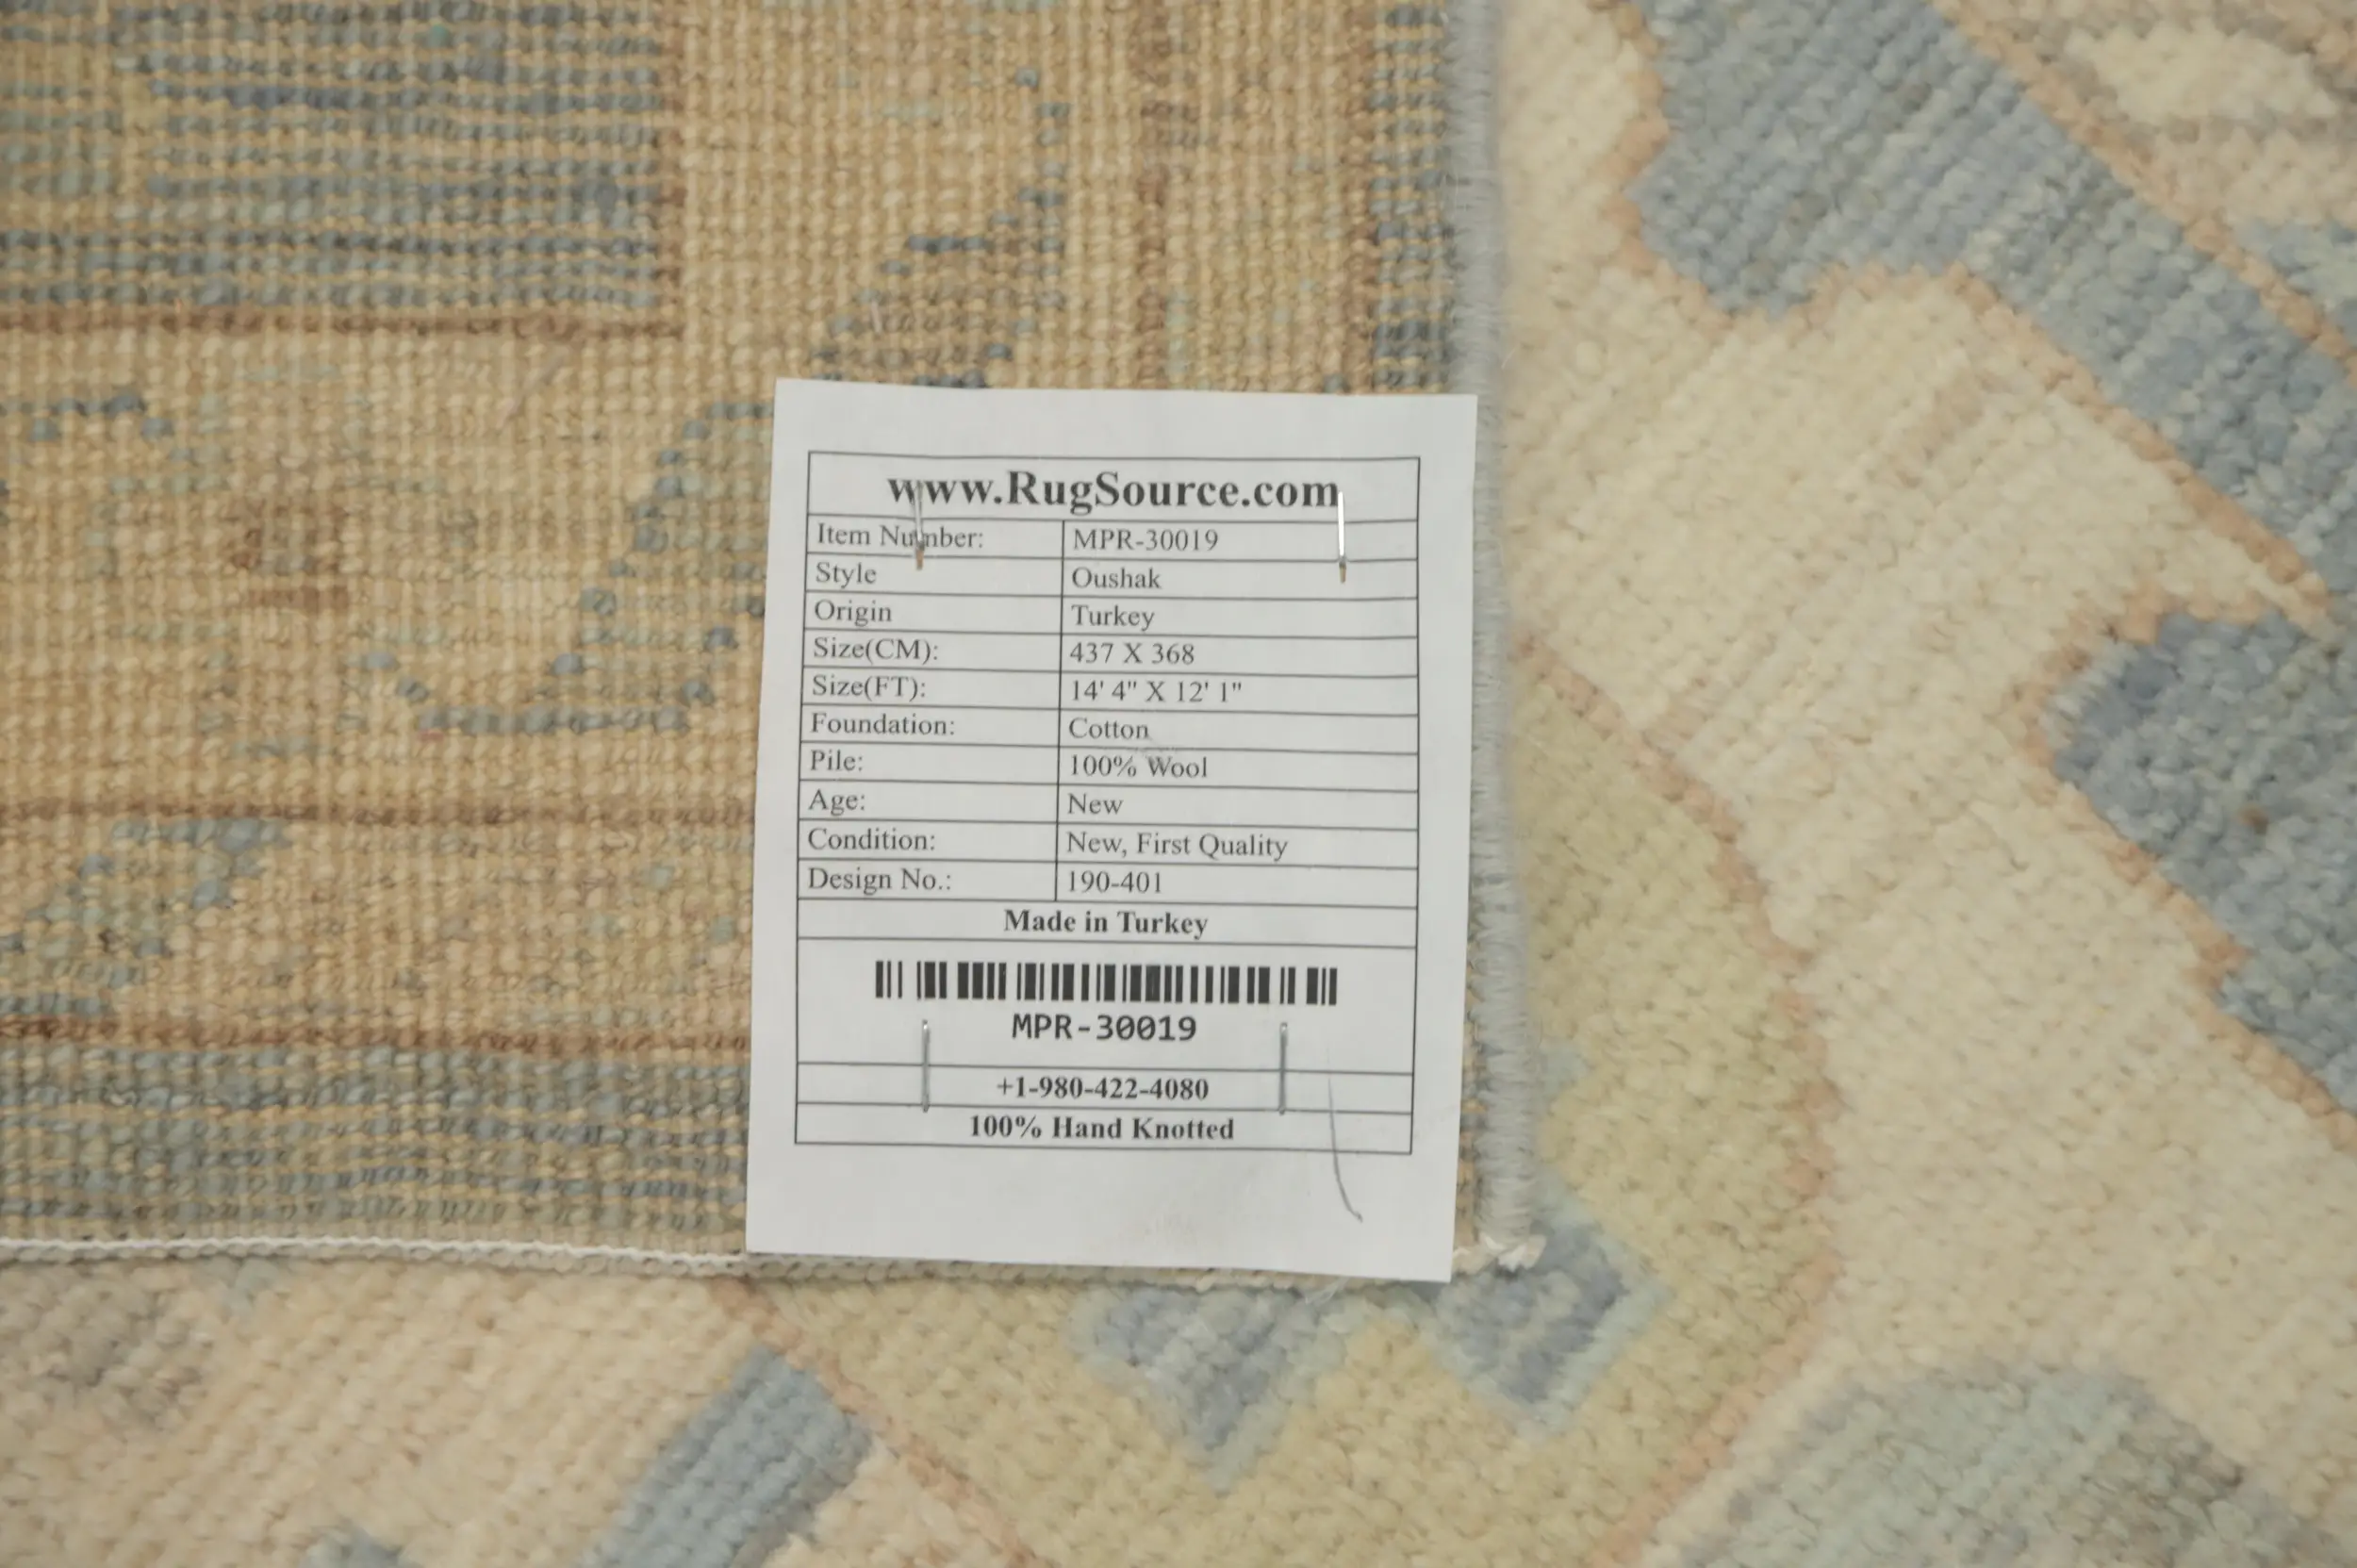 www.RugSource.com
Item Number: MPR-30019
Style Oushak
Origin Turkey
Size(CM): 437 X 368
Size(FT): 14' 4" X 12' 1"
Foundation: Cotton
Pile: 100% Wool
Age: New
Condition: New, First Quality
Design No.: 190-401
Made in Turkey
MPR-30019
+1-980-422-4080
100% Hand Knotted